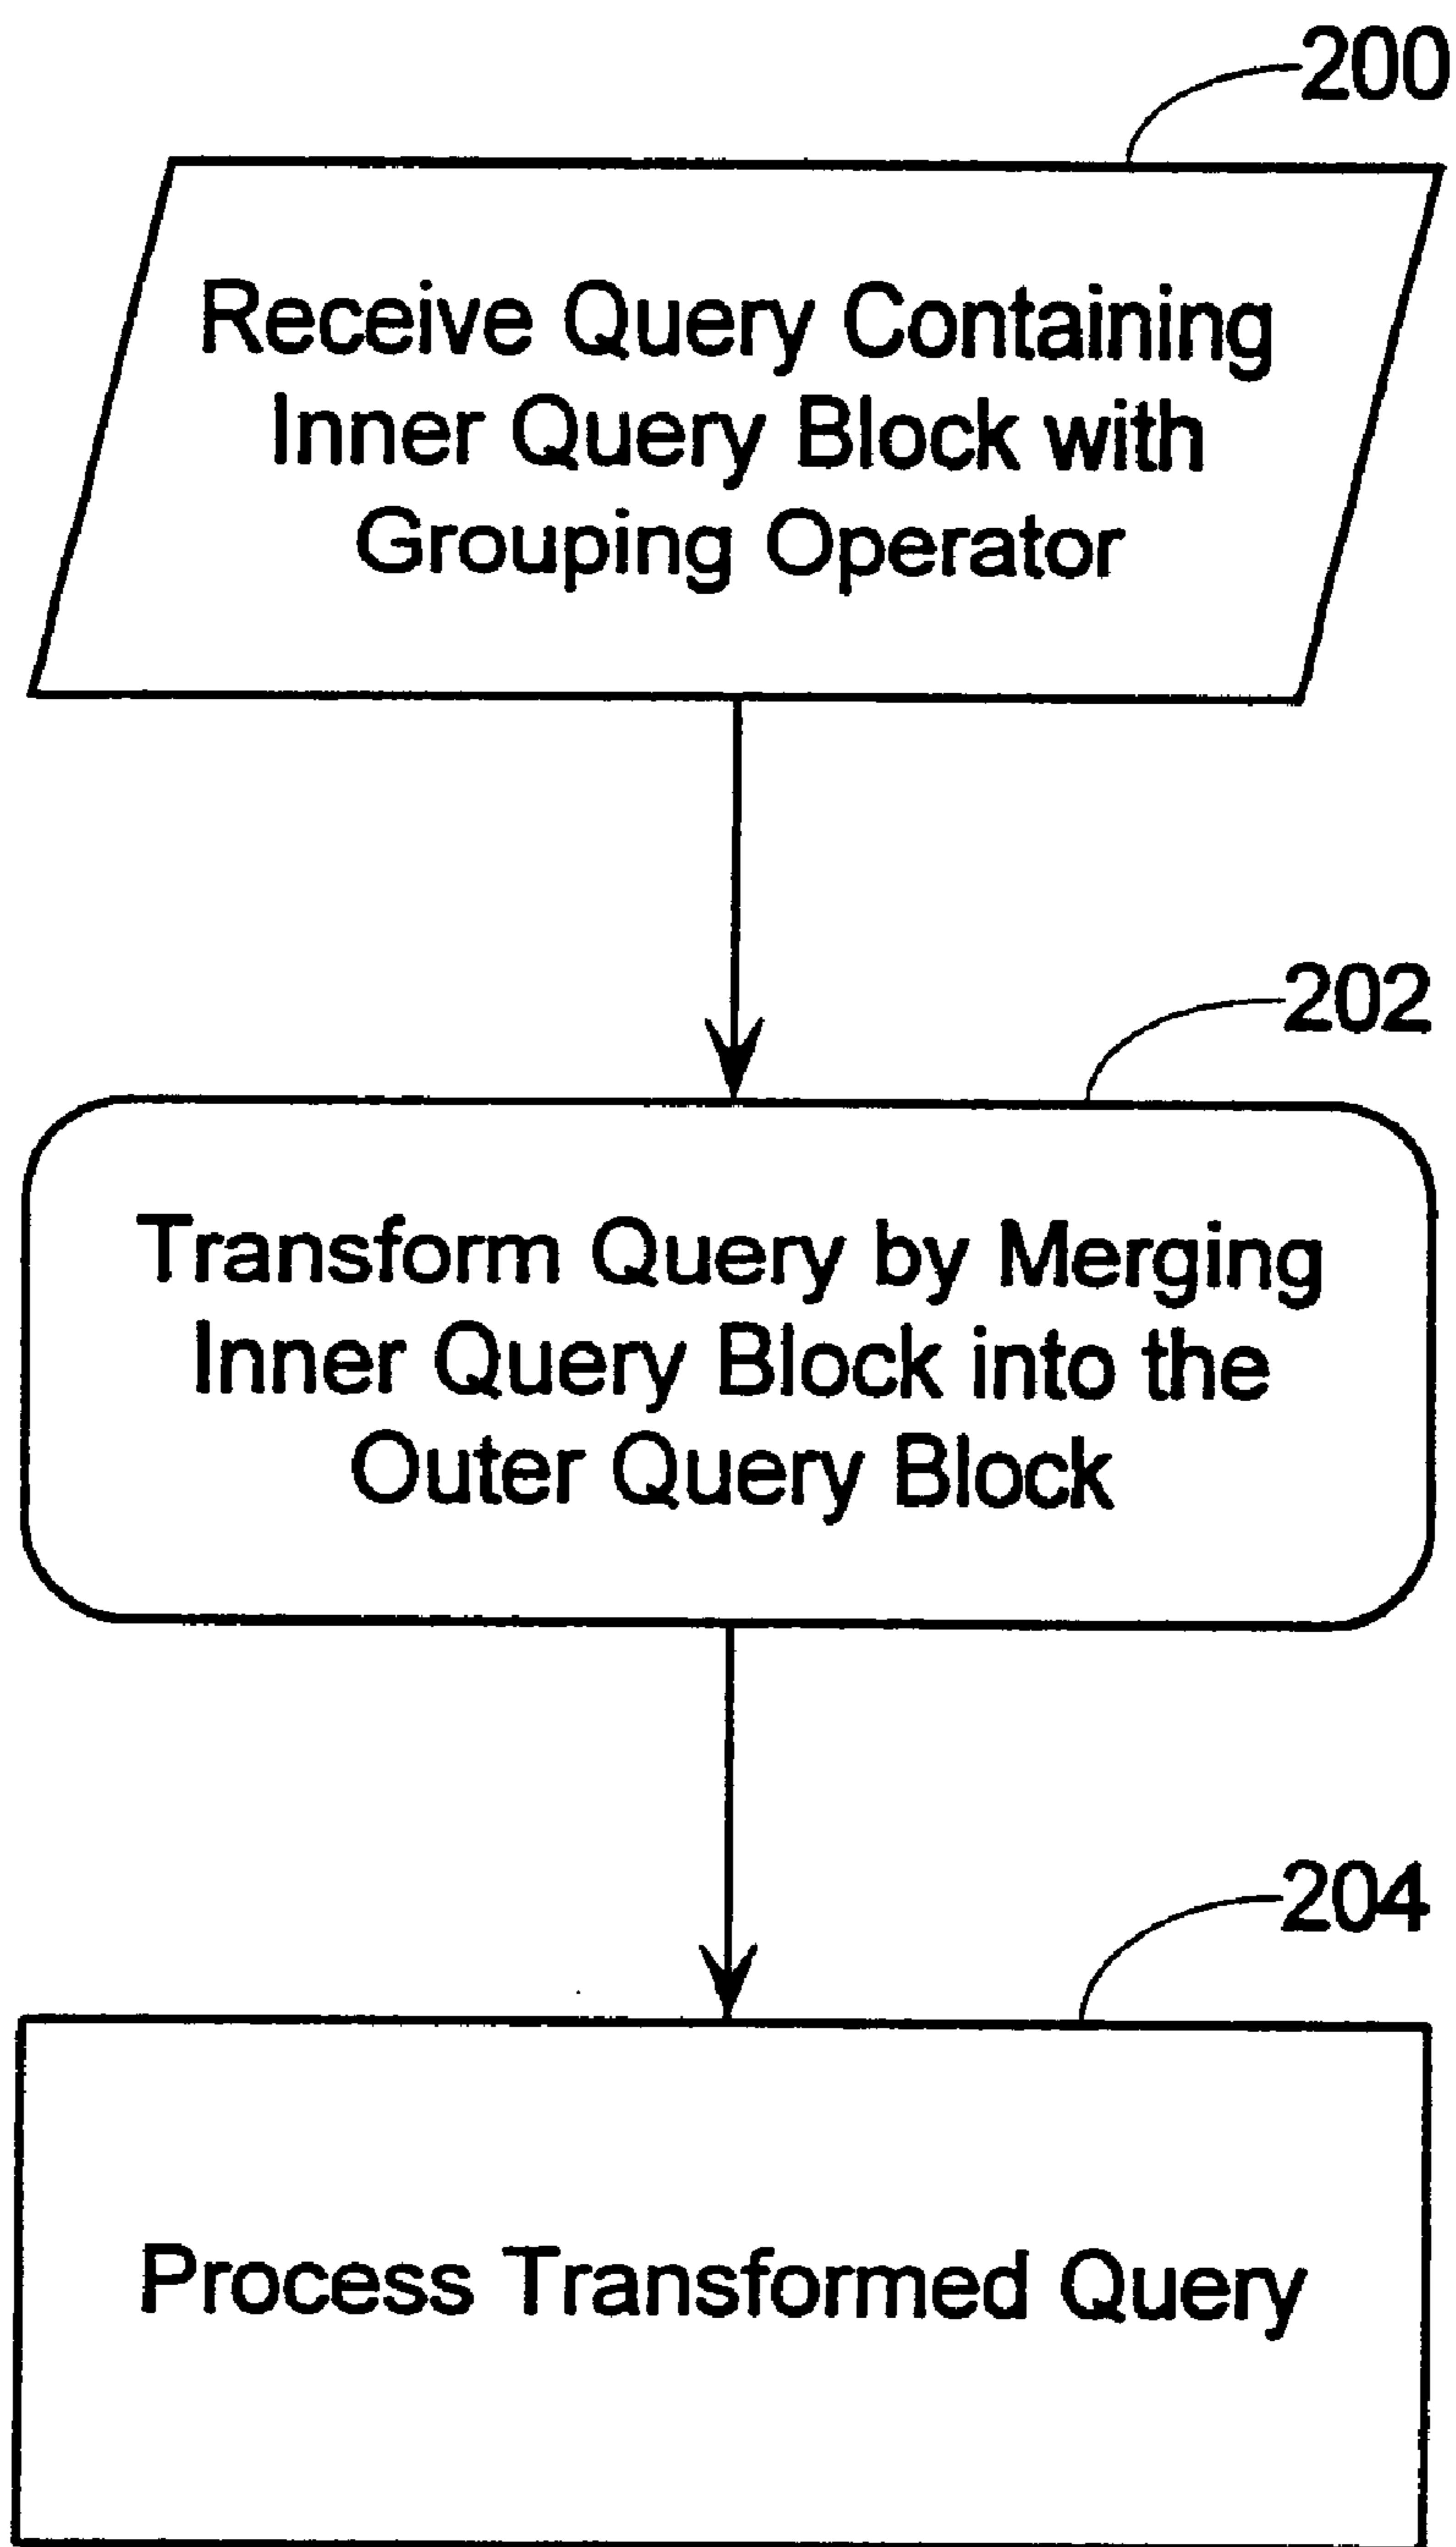 200
Receive Query Containing
Inner Query Block with
Grouping Operator
202
Transform Query by Merging
Inner Query Block into the
Outer Query Block
204
Process Transformed Query